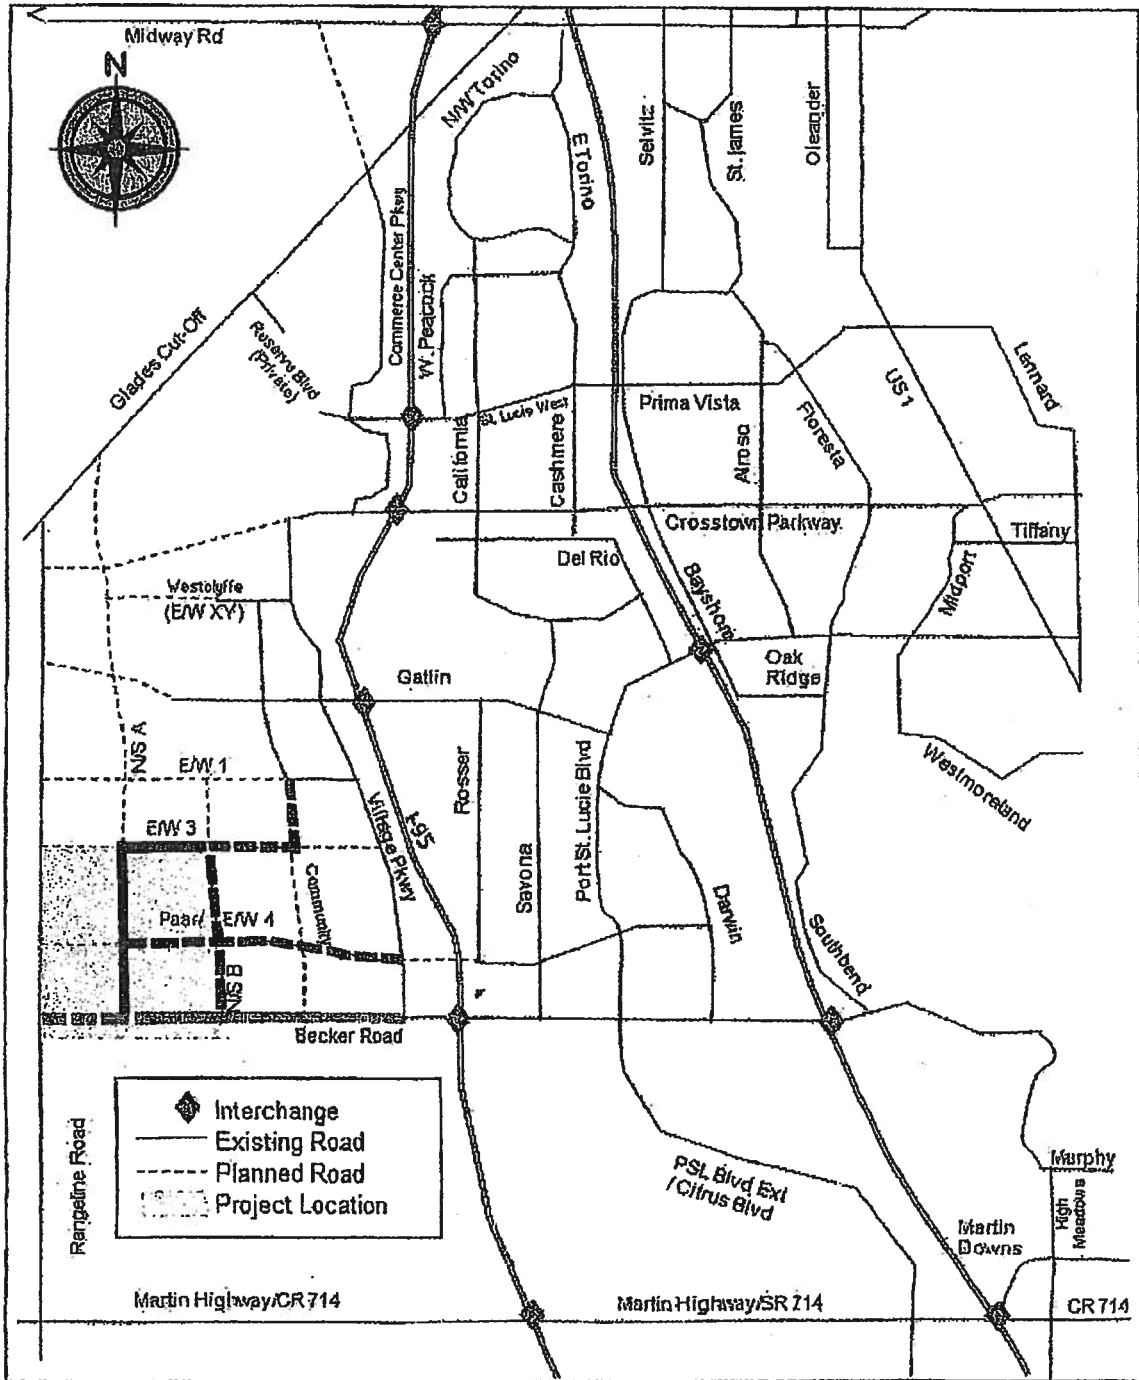 Midway Rd
N
N/W Torino
E Torino
Selvitz
St. James
Oleander
Commerce Center Pkwy
W. Peacock
Glades Cut-Off
Reserve Blvd
(Private)
St. Lucie West
California
Cashmere
Prima Vista
Airoso
Floresta
US 1
Lennard
Crosstown Parkway
Tiffany
Midport
Del Rio
Bayshore
Westclyffe
(E/W XY)
Gatlin
Oak
Ridge
Westmoreland
N/S A
E/W 1
E/W 3
Village Pkwy
I-95
Rosser
Savona
Port St. Lucie Blvd
Darwin
Southbend
Community
Paar/ E/W 4
N/S B
Becker Road
Interchange
Existing Road
Planned Road
Project Location
Rangeline Road
PSL Blvd Ext
/Citrus Blvd
Murphy
High
Meadows
Martin
Downs
Martin Highway/CR 714
Martin Highway/SR 714
CR 714